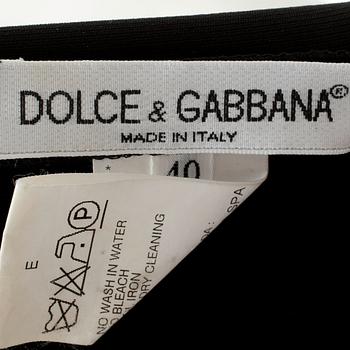 DOLCE & GABBANA®
MADE IN ITALY
40
E
P
SPA
NO WASH IN WATER
BLEACH
IRON
DRY CLEANING